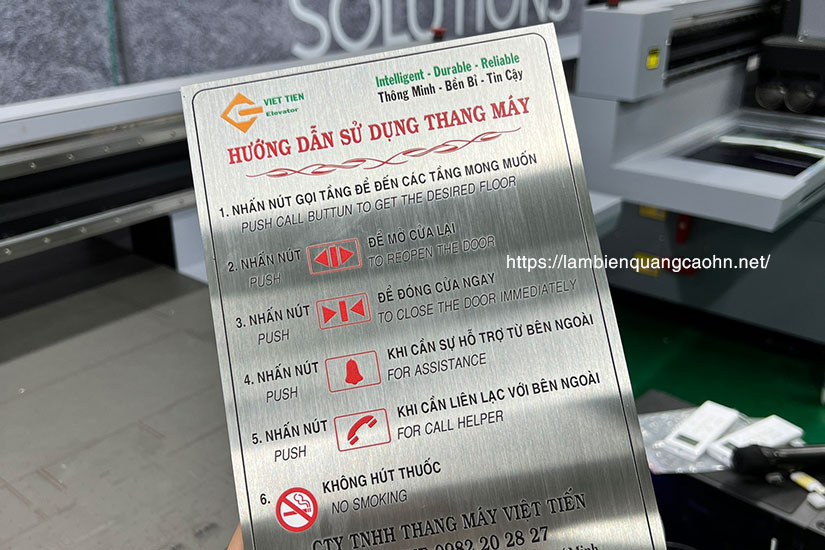 SOLUTIONS
VIET TIEN
Elevator
Intelligent - Durable - Reliable
Thông Minh - Bền Bỉ - Tin Cậy
HƯỚNG DẪN SỬ DỤNG THANG MÁY
1. NHẤN NÚT GỌI TẦNG ĐỂ ĐẾN CÁC TẦNG MONG MUỐN
PUSH CALL BUTTUN TO GET THE DESIRED FLOOR
2. NHẤN NÚT ĐỂ MỞ CỬA LẠI
PUSH TO REOPEN THE DOOR
https://lambienquangcaohn.net/
3. NHẤN NÚT ĐỂ ĐÓNG CỬA NGAY
PUSH TO CLOSE THE DOOR IMMEDIATELY
4. NHẤN NÚT KHI CẦN SỰ HỖ TRỢ TỪ BÊN NGOÀI
PUSH FOR ASSISTANCE
5. NHẤN NÚT KHI CẦN LIÊN LẠC VỚI BÊN NGOÀI
PUSH FOR CALL HELPER
6. KHÔNG HÚT THUỐC
NO SMOKING
CTY TNHH THANG MÁY VIỆT TIẾN
0982 20 28 27
Minh